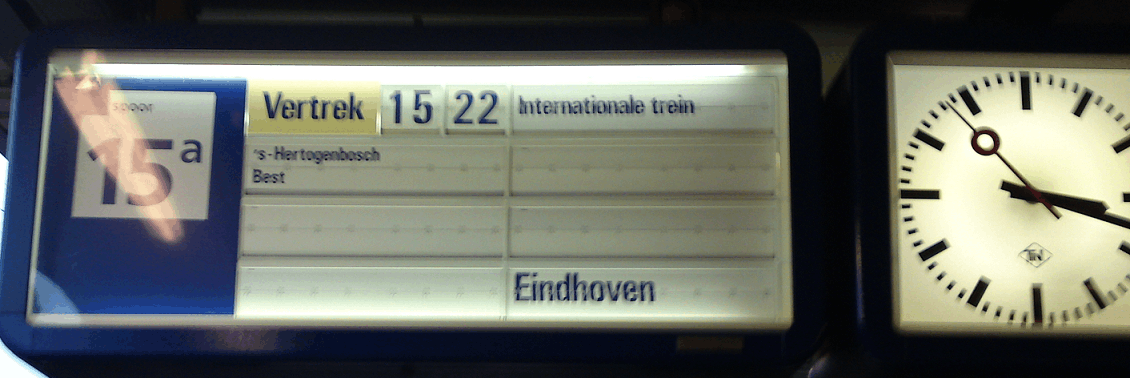 spoor
15a
Vertrek 15 22 Internationale trein
's-Hertogenbosch
Best
Eindhoven